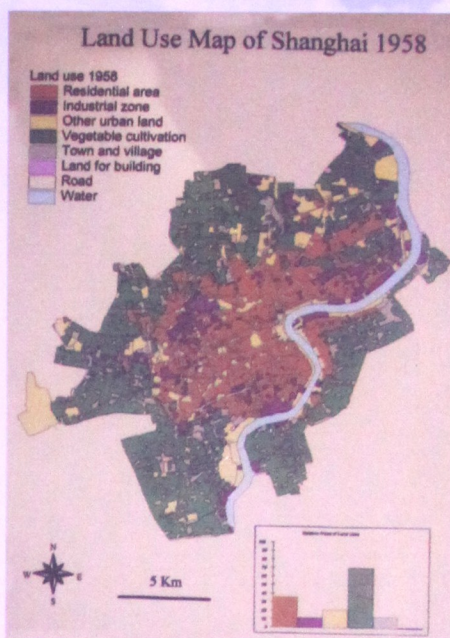 Land Use Map of Shanghai 1958
Land use 1958
Residential area
Industrial zone
Other urban land
Vegetable cultivation
Town and village
Land for building
Road
Water
N
W E
S
5 Km